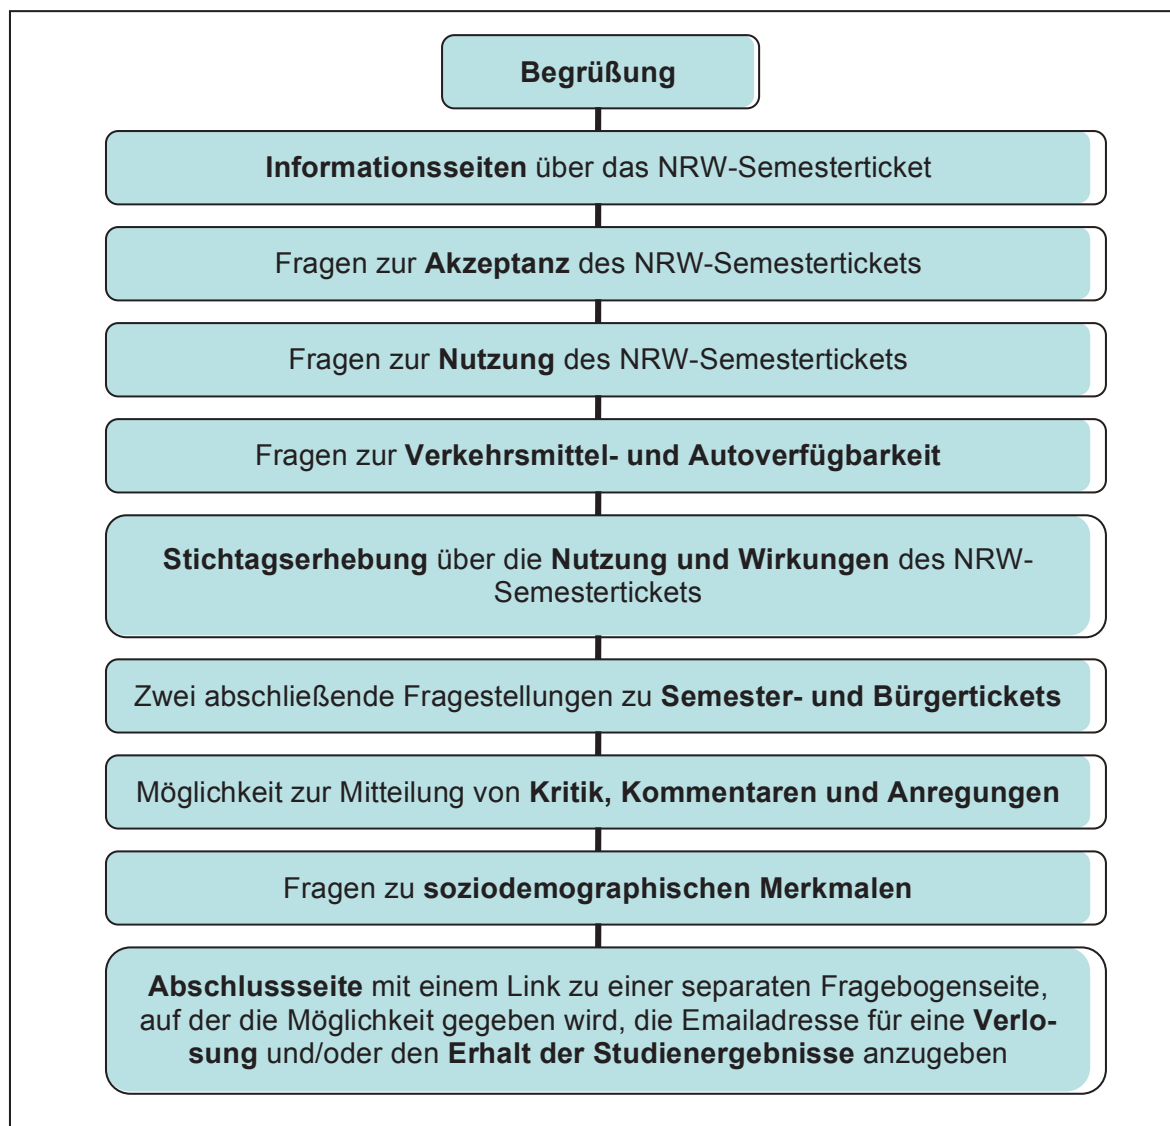 Begrüßung
Informationsseiten über das NRW-Semesterticket
Fragen zur Akzeptanz des NRW-Semestertickets
Fragen zur Nutzung des NRW-Semestertickets
Fragen zur Verkehrsmittel- und Autoverfügbarkeit
Stichtagserhebung über die Nutzung und Wirkungen des NRW-
Semestertickets
Zwei abschließende Fragestellungen zu Semester- und Bürgertickets
Möglichkeit zur Mitteilung von Kritik, Kommentaren und Anregungen
Fragen zu soziodemographischen Merkmalen
Abschlussseite mit einem Link zu einer separaten Fragebogenseite,
auf der die Möglichkeit gegeben wird, die Emailadresse für eine Verlo-
sung und/oder den Erhalt der Studienergebnisse anzugeben